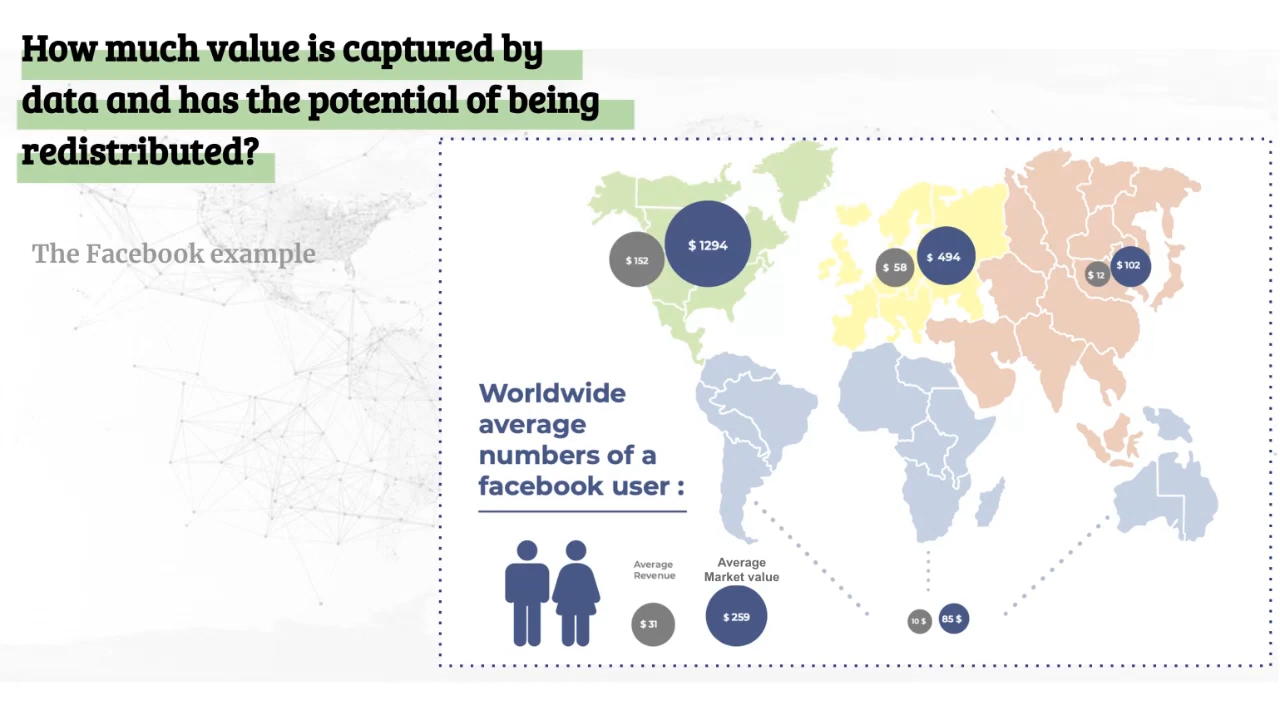 How much value is captured by
data and has the potential of being
redistributed?
The Facebook example
$ 152
$ 1294
$ 58
$ 494
$ 12
$ 102
Worldwide
average
numbers of a
facebook user :
Average
Revenue
Average
Market value
$ 31
$ 259
10 $
85 $